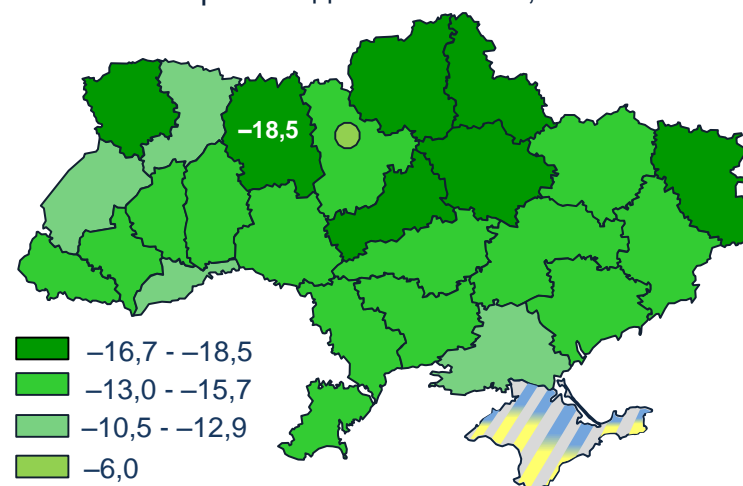 –18,5
–16,7 - –18,5
–13,0 - –15,7
–10,5 - –12,9
–6,0